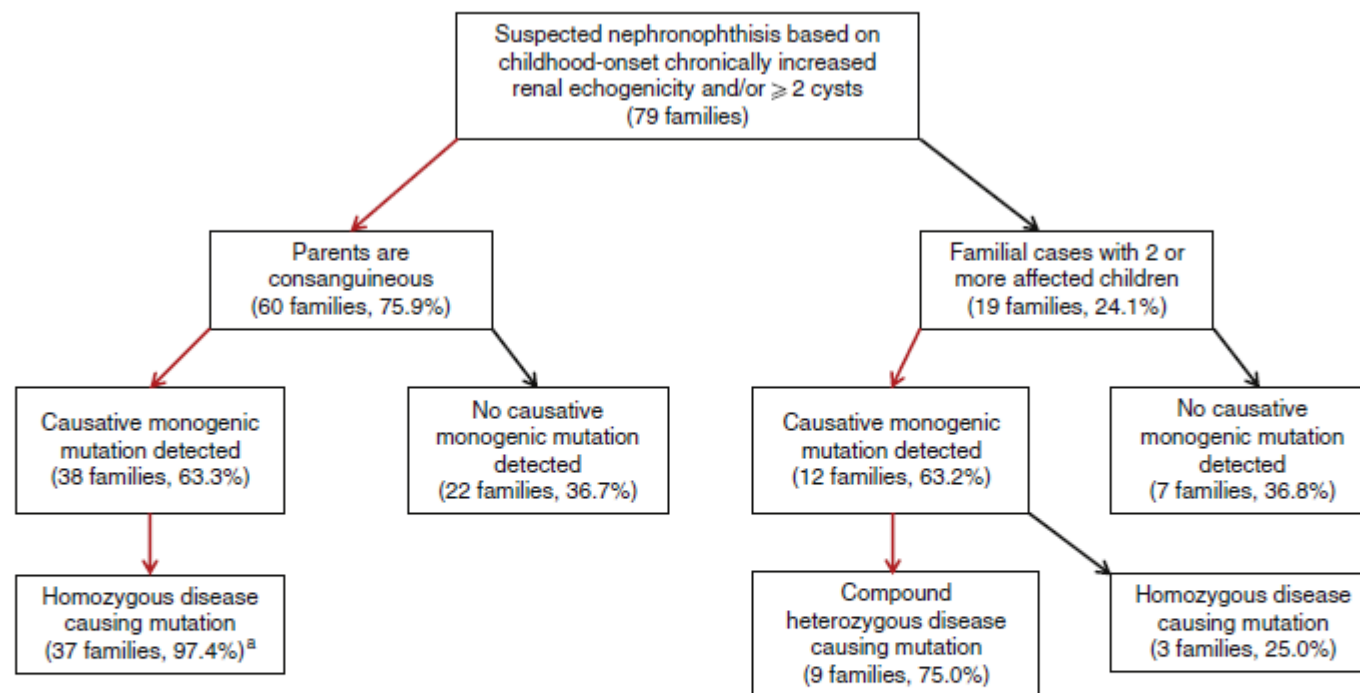 Suspected nephronophthisis based on
childhood-onset chronically increased
renal echogenicity and/or ⩾ 2 cysts
(79 families)
Parents are
consanguineous
(60 families, 75.9%)
Familial cases with 2 or
more affected children
(19 families, 24.1%)
Causative monogenic
mutation detected
(38 families, 63.3%)
No causative
monogenic mutation
detected
(22 families, 36.7%)
Causative monogenic
mutation detected
(12 families, 63.2%)
No causative
monogenic mutation
detected
(7 families, 36.8%)
Homozygous disease
causing mutation
(37 families, 97.4%)a
Compound
heterozygous disease
causing mutation
(9 families, 75.0%)
Homozygous disease
causing mutation
(3 families, 25.0%)